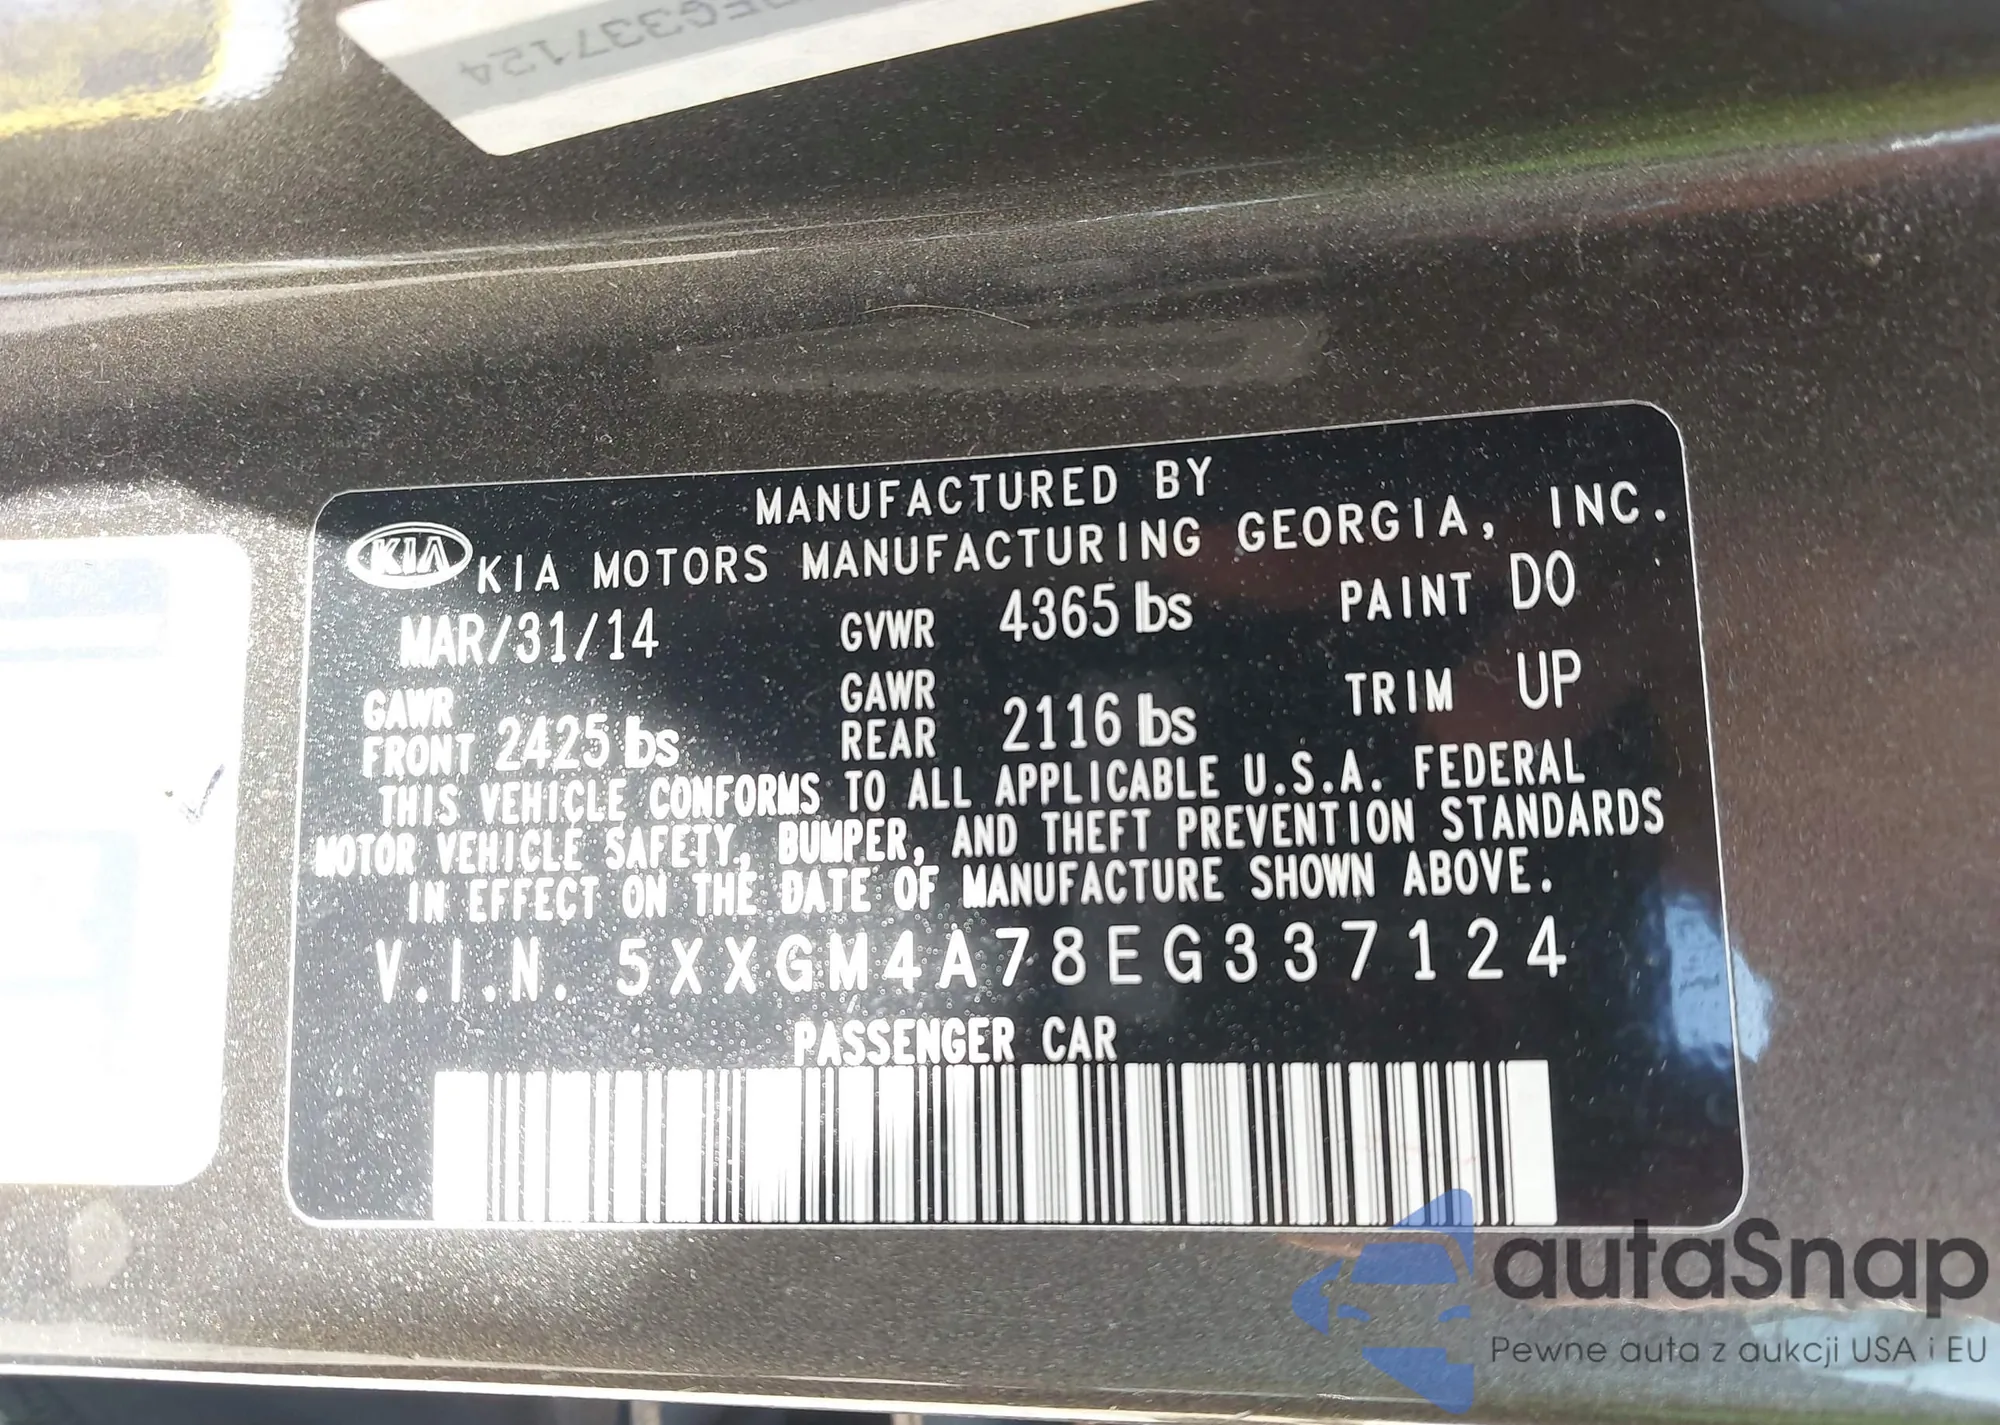 EG337124
MANUFACTURED BY
KIA KIA MOTORS MANUFACTURING GEORGIA, INC.
MAR/31/14 GVWR 4365 lbs PAINT D0
GAWR FRONT 2425 lbs GAWR REAR 2116 lbs TRIM UP
THIS VEHICLE CONFORMS TO ALL APPLICABLE U.S.A. FEDERAL
MOTOR VEHICLE SAFETY, BUMPER, AND THEFT PREVENTION STANDARDS
IN EFFECT ON THE DATE OF MANUFACTURE SHOWN ABOVE.
V.I.N. 5XXGM4A78EG337124
PASSENGER CAR
autaSnap
Pewne auta z aukcji USA i EU